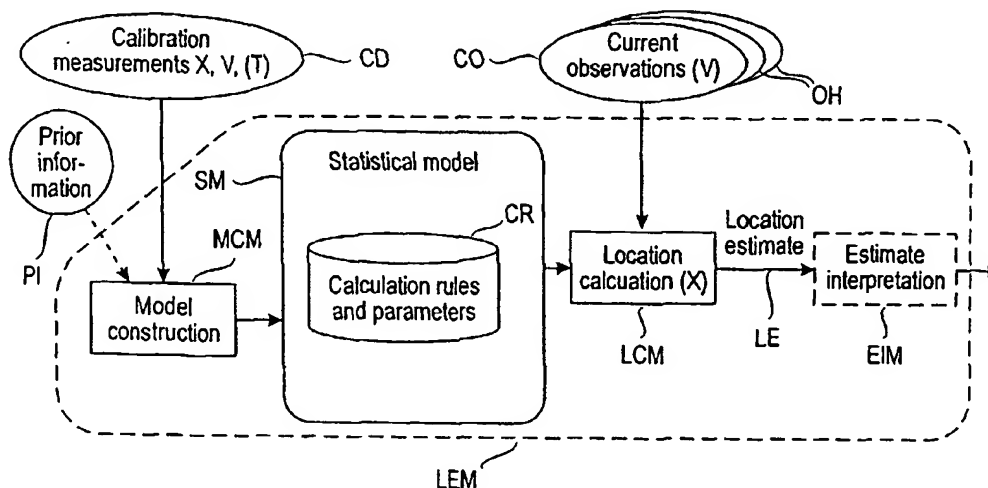 Calibration
measurements X, V, (T)
CD
CO
Current
observations (V)
OH
Prior
infor-
mation
PI
SM
Statistical model
CR
Calculation rules
and parameters
MCM
Model
construction
Location
calcuation (X)
LCM
Location
estimate
LE
Estimate
interpretation
EIM
LEM